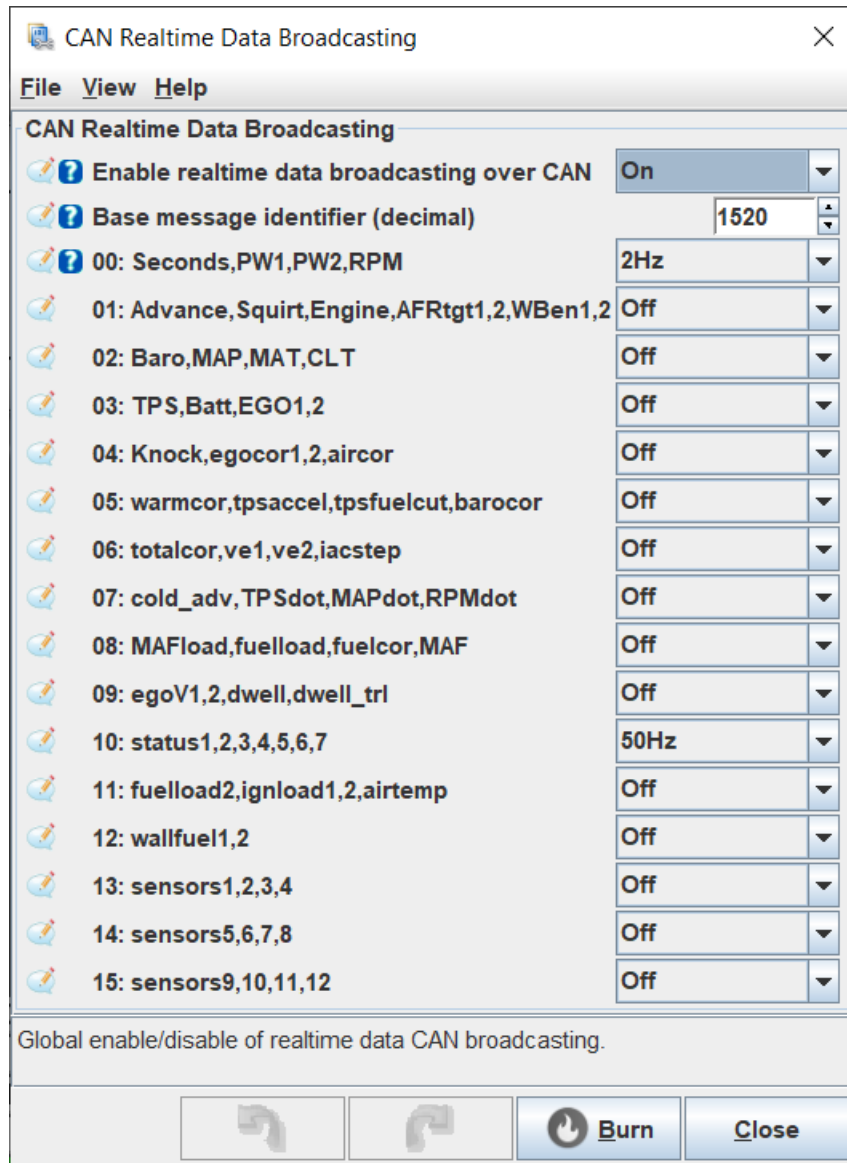 CAN Realtime Data Broadcasting
File View Help
CAN Realtime Data Broadcasting
Enable realtime data broadcasting over CAN On
Base message identifier (decimal) 1520
00: Seconds,PW1,PW2,RPM 2Hz
01: Advance,Squirt,Engine,AFRtgt1,2,WBen1,2 Off
02: Baro,MAP,MAT,CLT Off
03: TPS,Batt,EGO1,2 Off
04: Knock,egocor1,2,aircor Off
05: warmcor,tpsaccel,tpsfuelcut,barocor Off
06: totalcor,ve1,ve2,iacstep Off
07: cold_adv,TPSdot,MAPdot,RPMdot Off
08: MAFload,fuelload,fuelcor,MAF Off
09: egoV1,2,dwell,dwell_trl Off
10: status1,2,3,4,5,6,7 50Hz
11: fuelload2,ignload1,2,airtemp Off
12: wallfuel1,2 Off
13: sensors1,2,3,4 Off
14: sensors5,6,7,8 Off
15: sensors9,10,11,12 Off
Global enable/disable of realtime data CAN broadcasting.
Burn Close